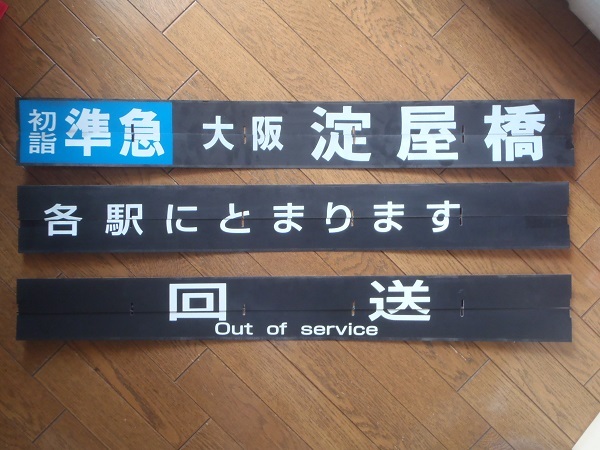 初詣 準急 大阪 淀屋橋
各駅にとまります
回送
Out of service